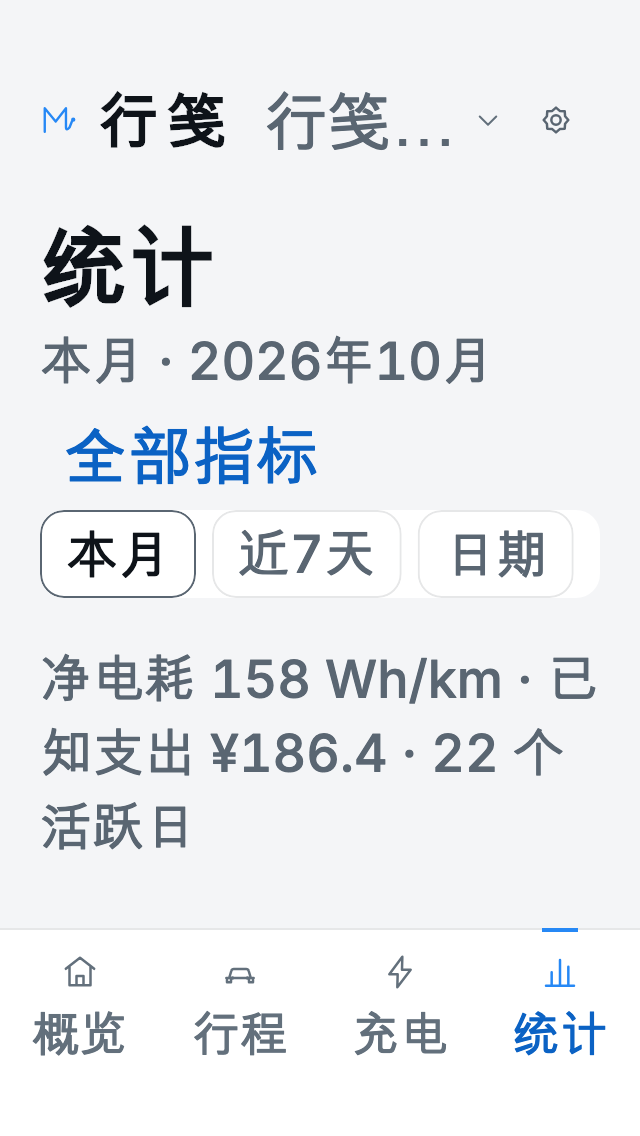 行笺 行笺...
统计
本月 · 2026年10月
全部指标
本月 近7天 日期
净电耗 158 Wh/km · 已
知支出 ¥186.4 · 22 个
活跃日
概览 行程 充电 统计